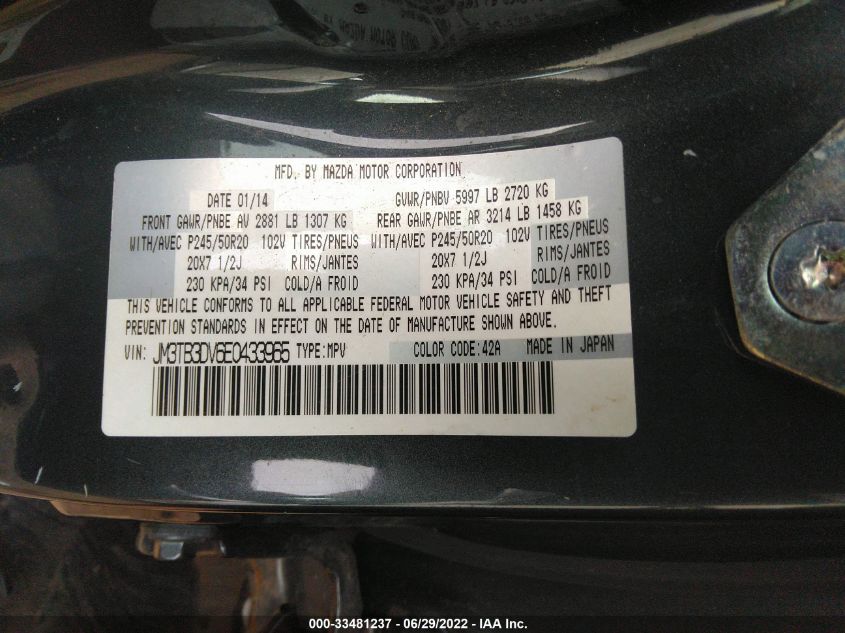 MFD. BY MAZDA MOTOR CORPORATION
DATE 01/14 GVWR/PNBV 5997 LB 2720 KG
FRONT GAWR/PNBE AV 2881 LB 1307 KG REAR GAWR/PNBE AR 3214 LB 1458 KG
WITH/AVEC P245/50R20 102V TIRES/PNEUS WITH/AVEC P245/50R20 102V TIRES/PNEUS
20X7 1/2J RIMS/JANTES 20X7 1/2J RIMS/JANTES
230 KPA/34 PSI COLD/A FROID 230 KPA/34 PSI COLD/A FROID
THIS VEHICLE CONFORMS TO ALL APPLICABLE FEDERAL MOTOR VEHICLE SAFETY AND THEFT
PREVENTION STANDARDS IN EFFECT ON THE DATE OF MANUFACTURE SHOWN ABOVE.
VIN: JM3TB3DV6E0433965 TYPE:MPV COLOR CODE:42A MADE IN JAPAN
000-33481237 - 06/29/2022 - IAA Inc.